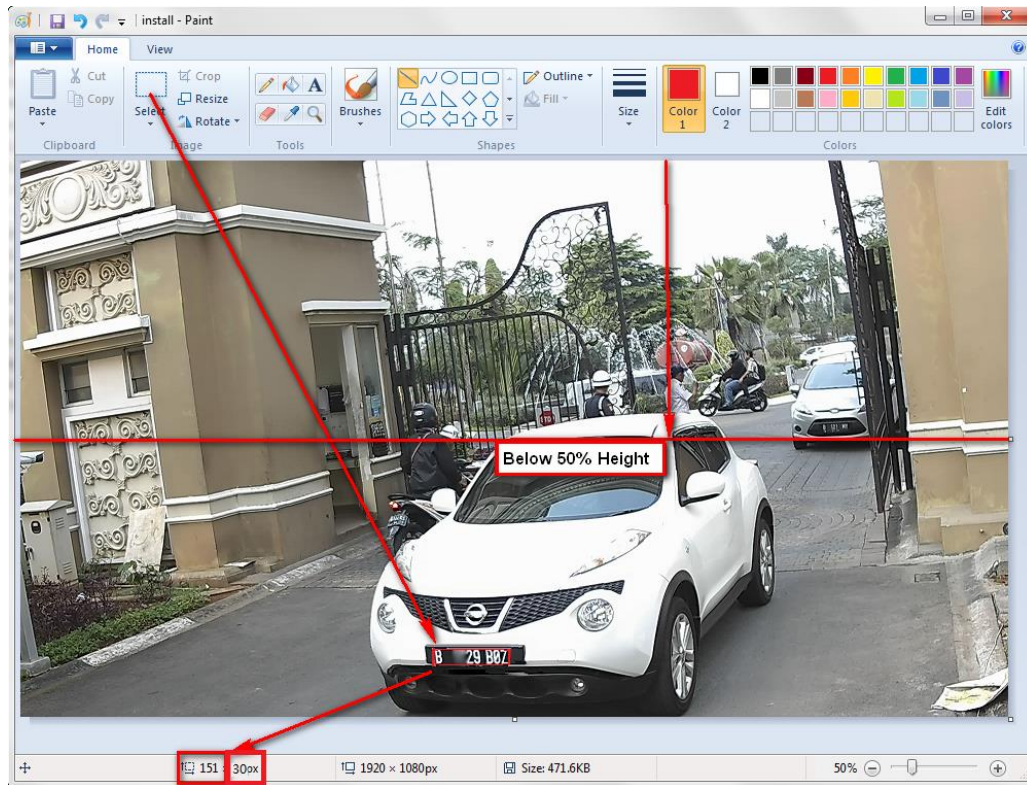 install - Paint
Home View
Paste
Cut
Copy
Clipboard
Select
Crop
Resize
Rotate
Image
Tools
Brushes
Shapes
Outline
Fill
Size
Color 1
Color 2
Edit colors
Colors
STOP
Below 50% Height
B 29 BOZ
151 × 30px
1920 × 1080px
Size: 471.6KB
50%